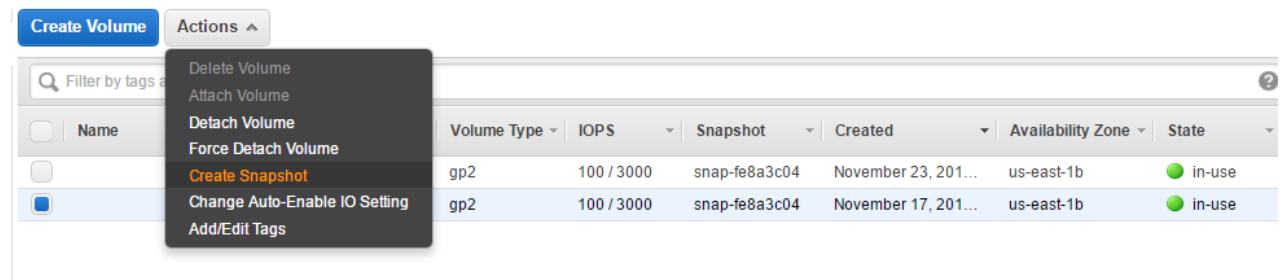 Create Volume Actions
Delete Volume
Filter by tags a
Attach Volume
Detach Volume
Name Volume Type IOPS Snapshot Created Availability Zone State
Force Detach Volume
Create Snapshot
gp2 100 / 3000 snap-fe8a3c04 November 23, 201... us-east-1b in-use
Change Auto-Enable IO Setting
gp2 100 / 3000 snap-fe8a3c04 November 17, 201... us-east-1b in-use
Add/Edit Tags